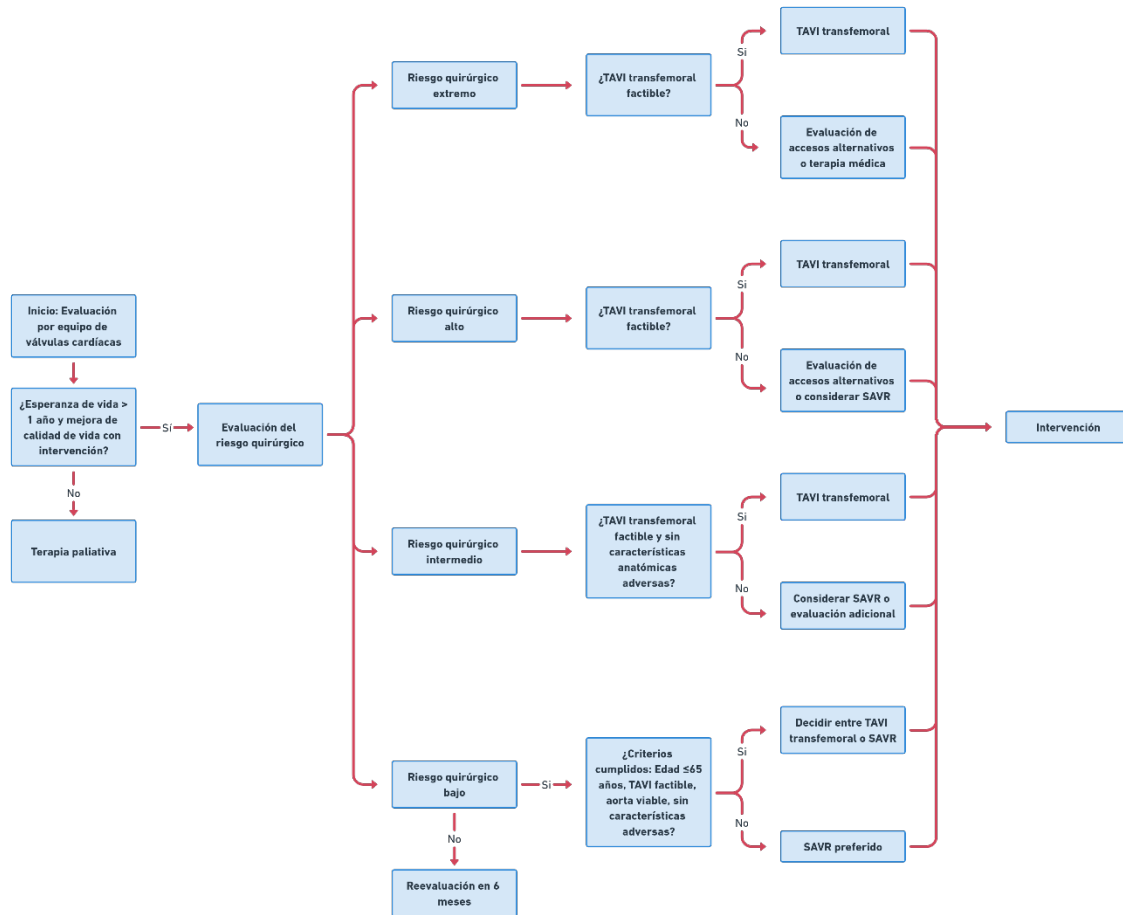 Inicio: Evaluación
por equipo de
válvulas cardíacas
¿Esperanza de vida >
1 año y mejora de
calidad de vida con
intervención?
Sí
No
Terapia paliativa
Evaluación del
riesgo quirúrgico
Riesgo quirúrgico
extremo
¿TAVI transfemoral
factible?
Si
No
TAVI transfemoral
Evaluación de
accesos alternativos
o terapia médica
Riesgo quirúrgico
alto
¿TAVI transfemoral
factible?
Si
No
TAVI transfemoral
Evaluación de
accesos alternativos
o considerar SAVR
Riesgo quirúrgico
intermedio
¿TAVI transfemoral
factible y sin
características
anatómicas
adversas?
Si
No
TAVI transfemoral
Considerar SAVR o
evaluación adicional
Riesgo quirúrgico
bajo
Si
No
Reevaluación en 6
meses
¿Criterios
cumplidos: Edad ≤65
años, TAVI factible,
aorta viable, sin
características
adversas?
Si
No
Decidir entre TAVI
transfemoral o SAVR
SAVR preferido
Intervención